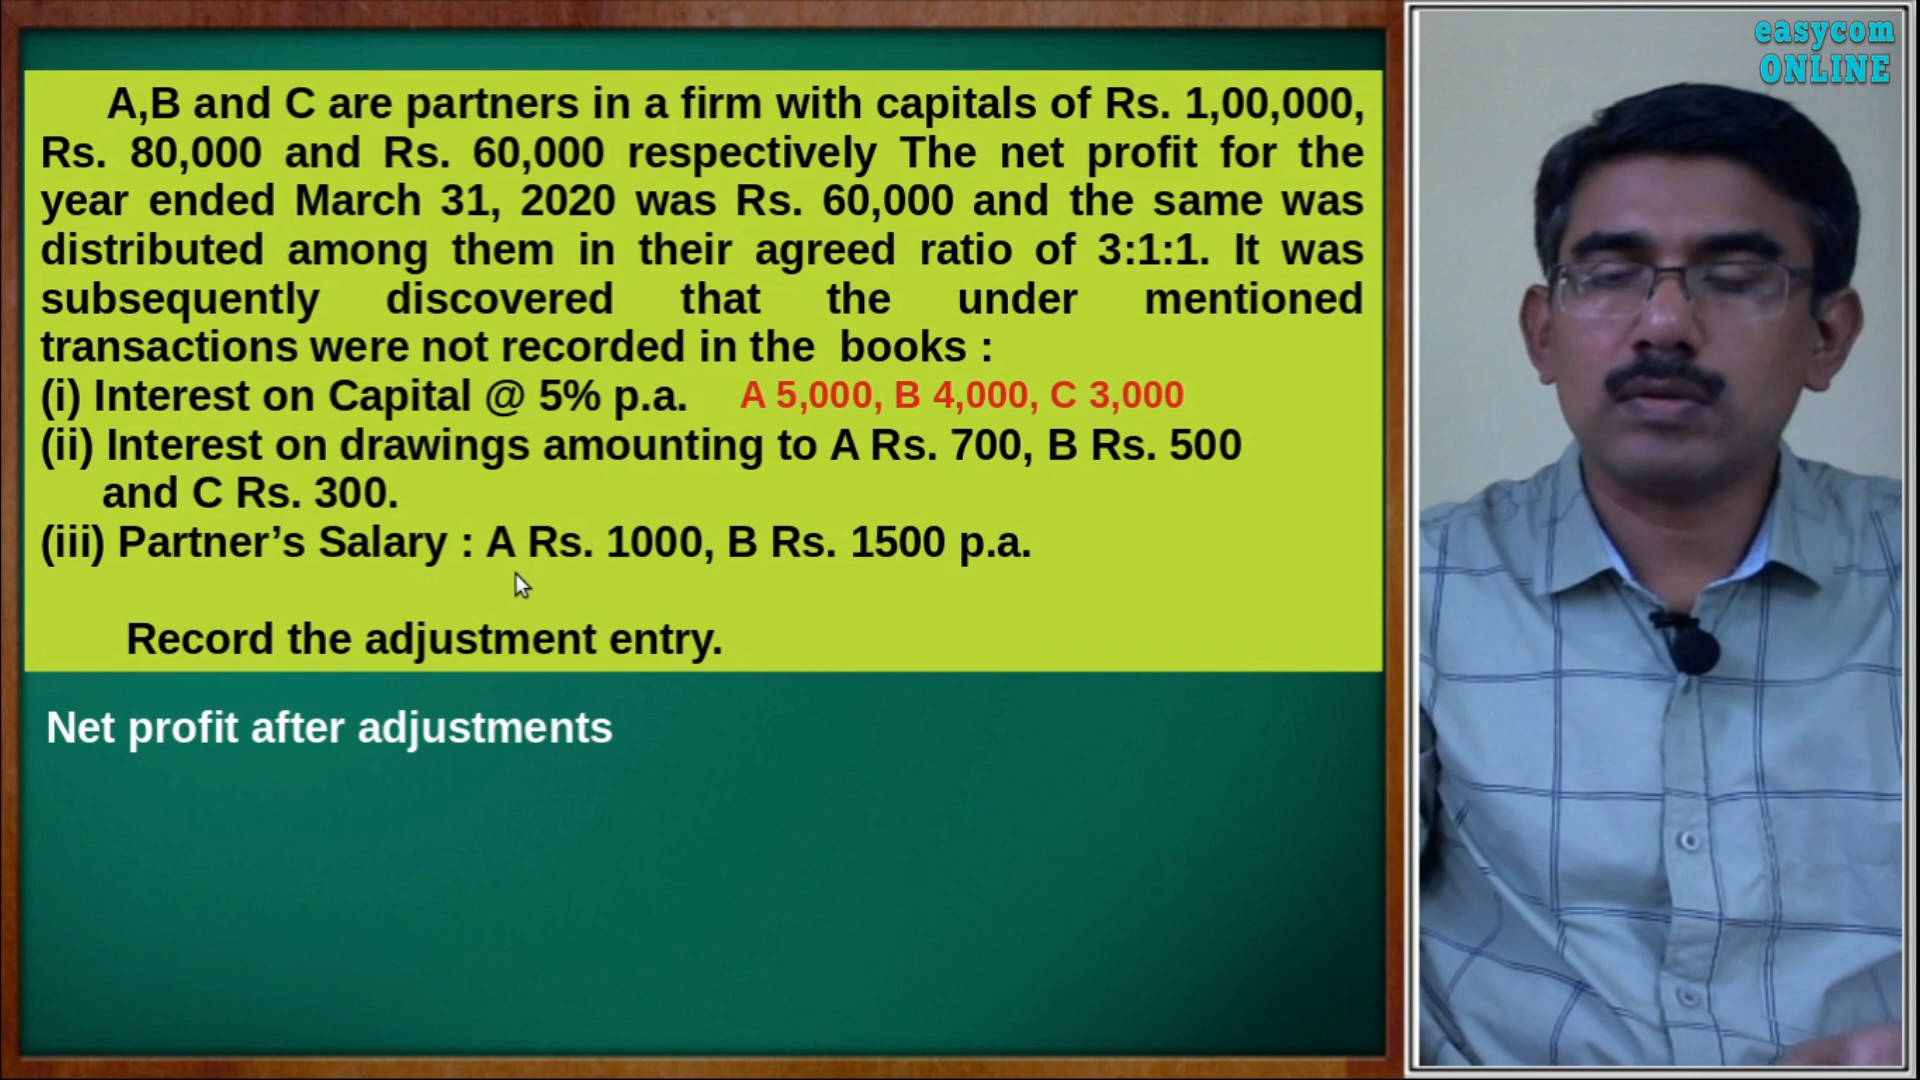 A,B and C are partners in a firm with capitals of Rs. 1,00,000,
Rs. 80,000 and Rs. 60,000 respectively The net profit for the
year ended March 31, 2020 was Rs. 60,000 and the same was
distributed among them in their agreed ratio of 3:1:1. It was
subsequently discovered that the under mentioned
transactions were not recorded in the books :
(i) Interest on Capital @ 5% p.a. A 5,000, B 4,000, C 3,000
(ii) Interest on drawings amounting to A Rs. 700, B Rs. 500
and C Rs. 300.
(iii) Partner’s Salary : A Rs. 1000, B Rs. 1500 p.a.
Record the adjustment entry.
Net profit after adjustments
easycom
ONLINE